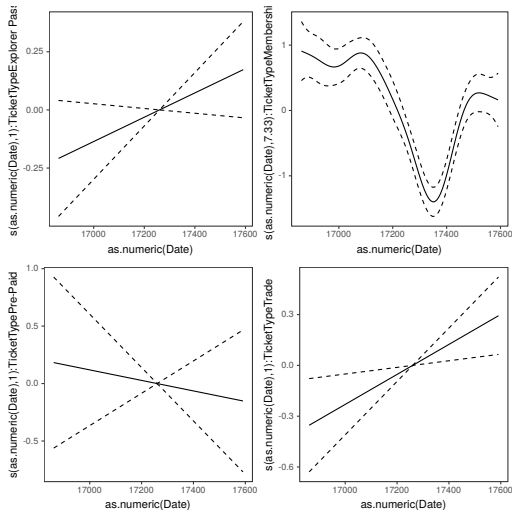 s(as.numeric(Date),1):TicketTypeExplorer Pas
0.25
0.00
-0.25
17000 17400 17600
as.numeric(Date)
s(as.numeric(Date),7.33):TicketTypeMembershi
1
0
-1
17000 17200 17400 17600
as.numeric(Date)
s(as.numeric(Date),1):TicketTypePre-Paid
1.0
0.5
0.0
-0.5
17000 17200 17400 17600
as.numeric(Date)
s(as.numeric(Date),1):TicketTypeTrade
0.3
0.0
-0.3
-0.6
17000 17200 17400 17600
as.numeric(Date)